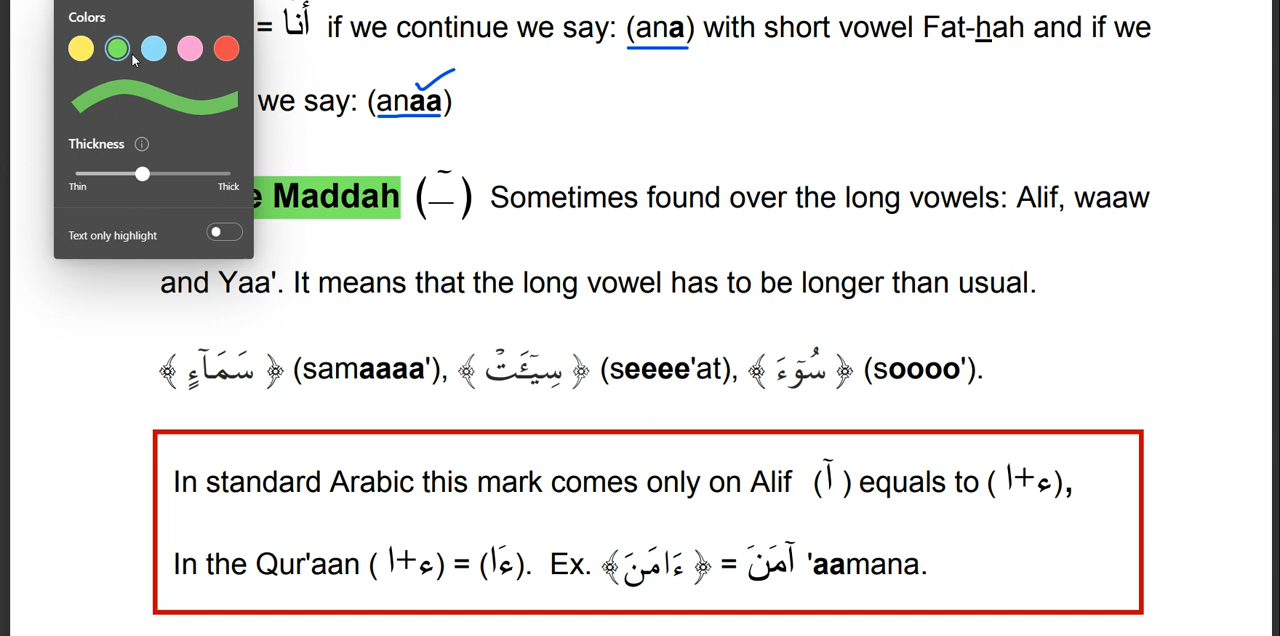 Colors
= أَنَا۠ if we continue we say: (ana) with short vowel Fat-hah and if we
we say: (anaa)
Thickness
Thin Thick
Maddah (ـٓ) Sometimes found over the long vowels: Alif, waaw
Text only highlight
and Yaa'. It means that the long vowel has to be longer than usual.
﴿ سَمَآءٍ ﴾ (samaaaa'), ﴿ سِيٓـَٔتْ ﴾ (seeee'at), ﴿ سُوٓءَ ﴾ (soooo').
In standard Arabic this mark comes only on Alif (آ) equals to (ء+ا),
In the Qur'aan (ء+ا) = (ءَا). Ex. ﴿ ءَامَنَ ﴾ = آمَنَ 'aamana.